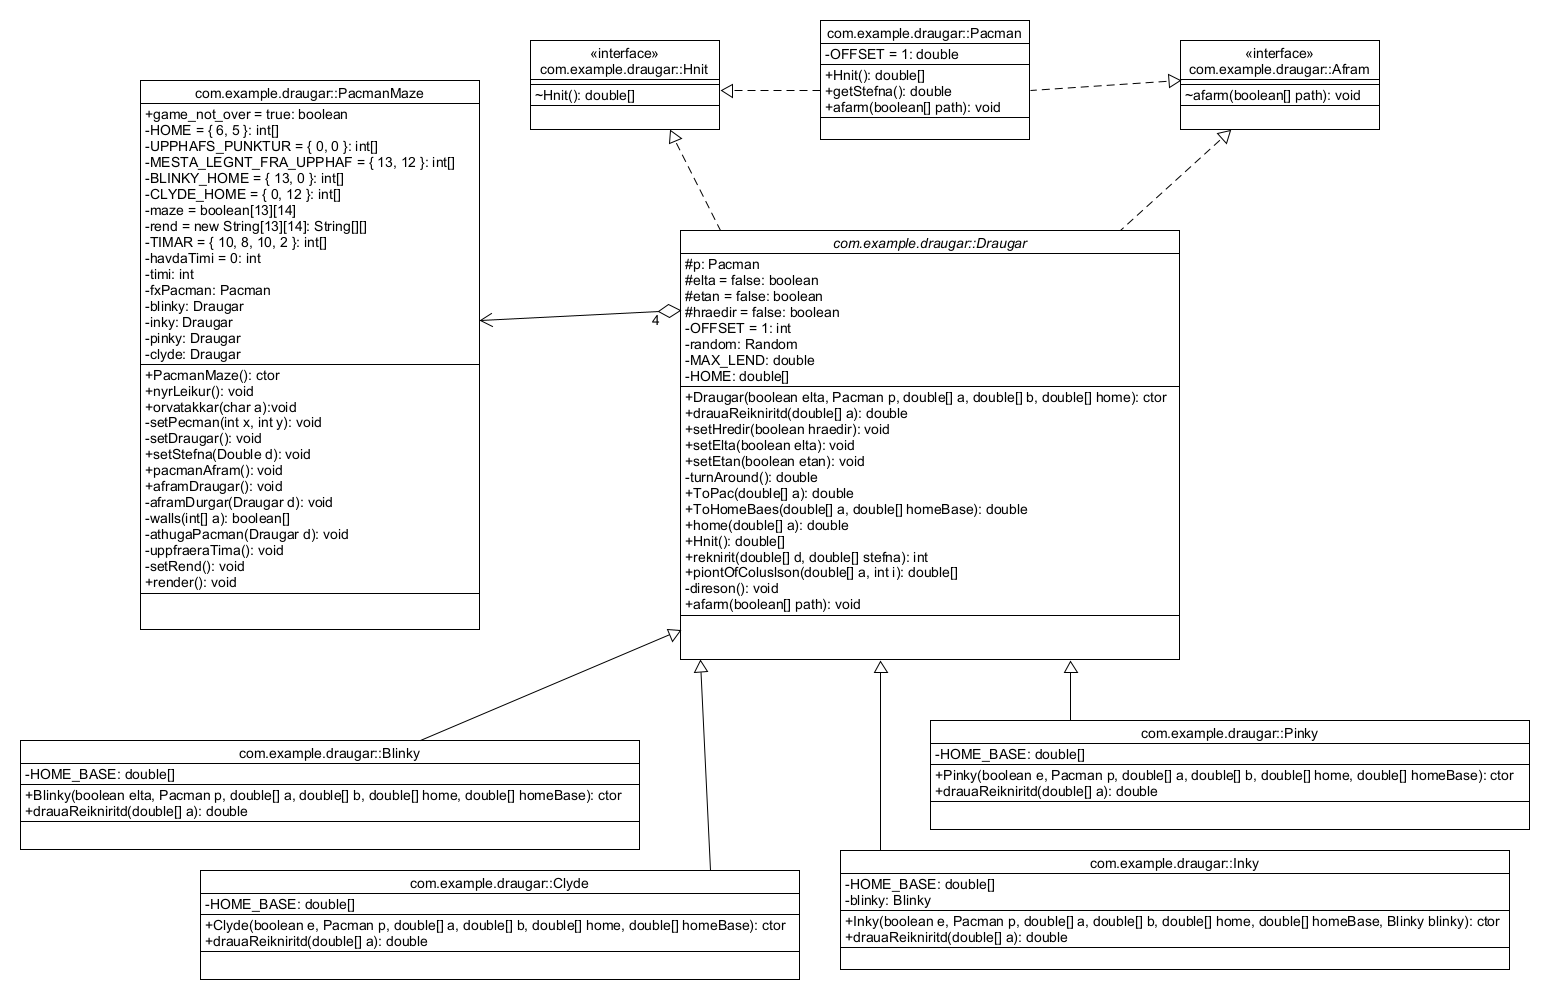 com.example.draugar::PacmanMaze
+game_not_over = true: boolean
-HOME = { 6, 5 }: int[]
-UPPHAFS_PUNKTUR = { 0, 0 }: int[]
-MESTA_LEGNT_FRA_UPPHAF = { 13, 12 }: int[]
-BLINKY_HOME = { 13, 0 }: int[]
-CLYDE_HOME = { 0, 12 }: int[]
-maze = boolean[13][14]
-rend = new String[13][14]: String[][]
-TIMAR = { 10, 8, 10, 2 }: int[]
-havdaTimi = 0: int
-timi: int
-fxPacman: Pacman
-blinky: Draugar
-inky: Draugar
-pinky: Draugar
-clyde: Draugar
+PacmanMaze(): ctor
+nyrLeikur(): void
+orvatakkar(char a):void
-setPecman(int x, int y): void
-setDraugar(): void
+setStefna(Double d): void
+pacmanAfram(): void
+aframDraugar(): void
-aframDurgar(Draugar d): void
-walls(int[] a): boolean[]
-athugaPacman(Draugar d): void
-uppfraeraTima(): void
-setRend(): void
+render(): void
«interface»
com.example.draugar::Hnit
~Hnit(): double[]
com.example.draugar::Pacman
-OFFSET = 1: double
+Hnit(): double[]
+getStefna(): double
+afarm(boolean[] path): void
«interface»
com.example.draugar::Afram
~afarm(boolean[] path): void
4
com.example.draugar::Draugar
#p: Pacman
#elta = false: boolean
#etan = false: boolean
#hraedir = false: boolean
-OFFSET = 1: int
-random: Random
-MAX_LEND: double
-HOME: double[]
+Draugar(boolean elta, Pacman p, double[] a, double[] b, double[] home): ctor
+drauaReikniritd(double[] a): double
+setHredir(boolean hraedir): void
+setElta(boolean elta): void
+setEtan(boolean etan): void
-turnAround(): double
+ToPac(double[] a): double
+ToHomeBaes(double[] a, double[] homeBase): double
+home(double[] a): double
+Hnit(): double[]
+reknirit(double[] d, double[] stefna): int
+piontOfColuslson(double[] a, int i): double[]
-direson(): void
+afarm(boolean[] path): void
com.example.draugar::Blinky
-HOME_BASE: double[]
+Blinky(boolean elta, Pacman p, double[] a, double[] b, double[] home, double[] homeBase): ctor
+drauaReikniritd(double[] a): double
com.example.draugar::Clyde
-HOME_BASE: double[]
+Clyde(boolean e, Pacman p, double[] a, double[] b, double[] home, double[] homeBase): ctor
+drauaReikniritd(double[] a): double
com.example.draugar::Pinky
-HOME_BASE: double[]
+Pinky(boolean e, Pacman p, double[] a, double[] b, double[] home, double[] homeBase): ctor
+drauaReikniritd(double[] a): double
com.example.draugar::Inky
-HOME_BASE: double[]
-blinky: Blinky
+Inky(boolean e, Pacman p, double[] a, double[] b, double[] home, double[] homeBase, Blinky blinky): ctor
+drauaReikniritd(double[] a): double